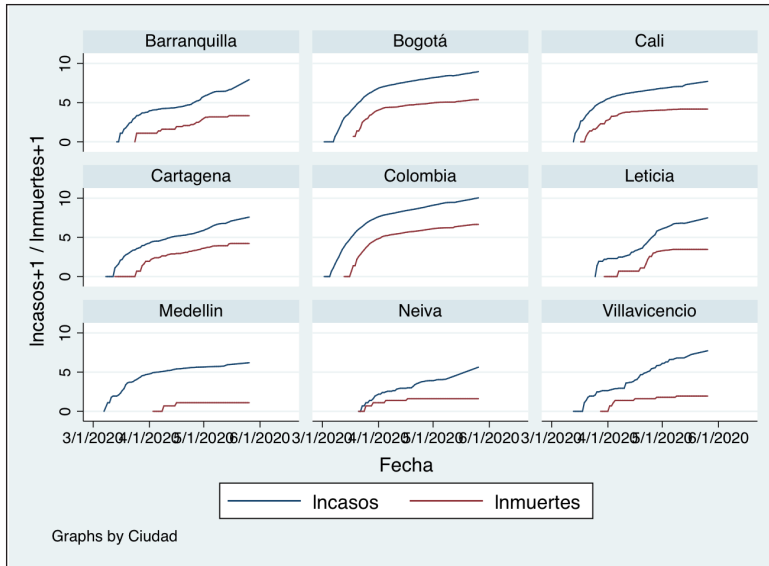 Barranquilla
Bogotá
Cali
Cartagena
Colombia
Leticia
Medellin
Neiva
Villavicencio
Incasos+1 / Inmuertes+1
10
5
0
10
5
0
10
5
0
3/1/2020 4/1/2020 5/1/2020 6/1/2020
3/1/2020 4/1/2020 5/1/2020 6/1/2020
3/1/2020 4/1/2020 5/1/2020 6/1/2020
Fecha
Incasos
Inmuertes
Graphs by Ciudad